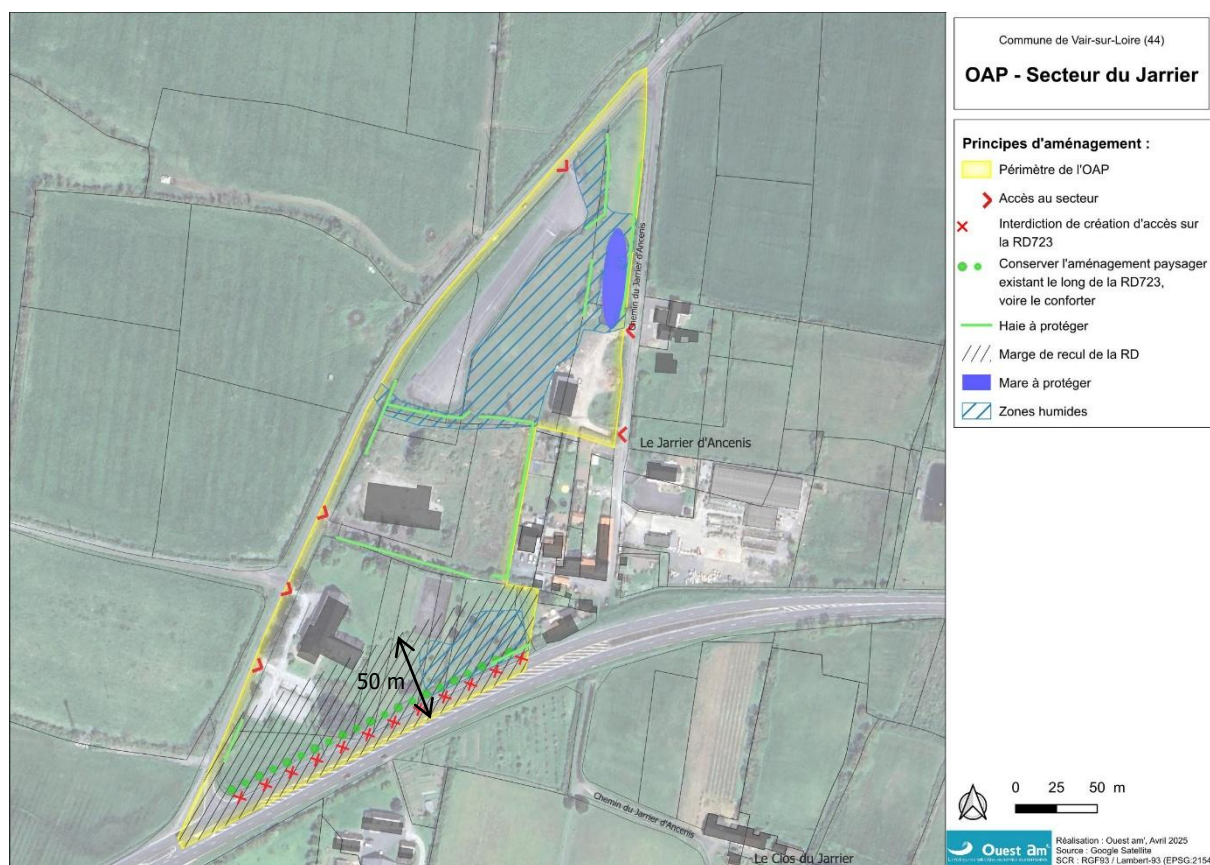 Commune de Vair-sur-Loire (44)
OAP - Secteur du Jarrier
Principes d'aménagement :
Périmètre de l'OAP
Accès au secteur
Interdiction de création d'accès sur
la RD723
Conserver l'aménagement paysager
existant le long de la RD723,
voire le conforter
Haie à protéger
Marge de recul de la RD
Mare à protéger
Zones humides
Chemin du Jarrier d'Ancenis
Le Jarrier d'Ancenis
50 m
Chemin du Jarrier d'Ancenis
Le Clos du Jarrier
0 25 50 m
Ouest am'
Réalisation : Ouest am', Avril 2025
Source : Google Satellite
SCR : RGF93 / Lambert-93 (EPSG:2154